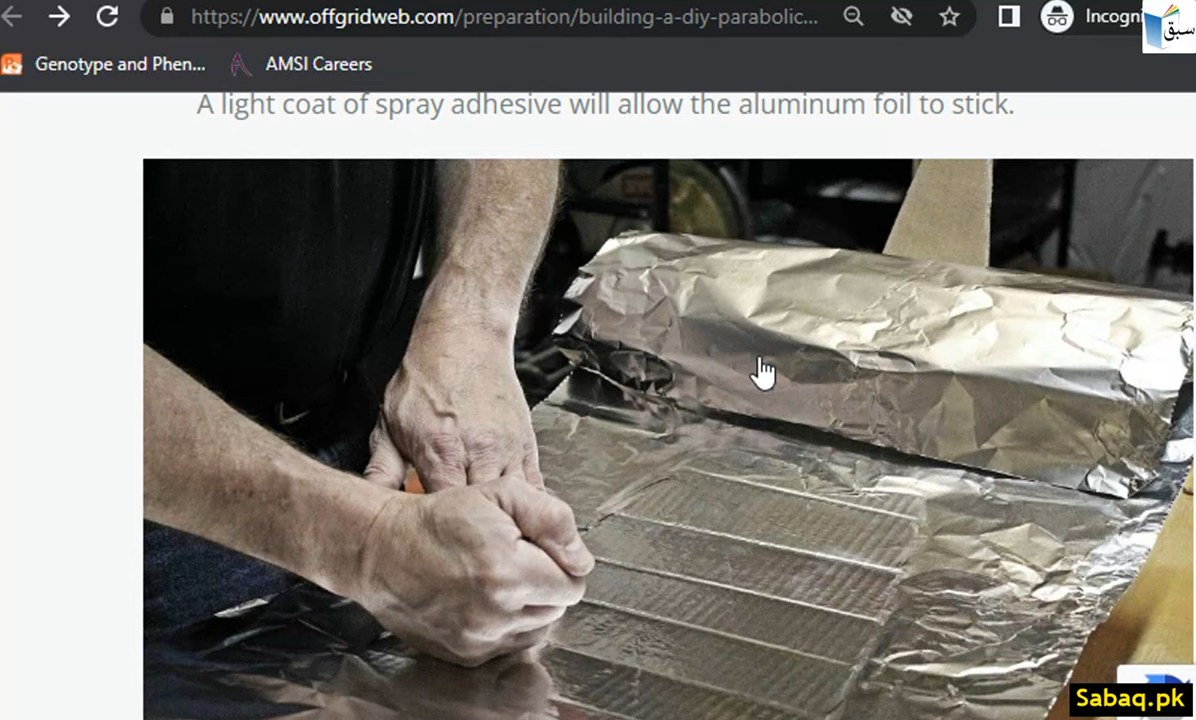 https://www.offgridweb.com/preparation/building-a-diy-parabolic...
Incogni
سبق
Genotype and Phen...
AMSI Careers
A light coat of spray adhesive will allow the aluminum foil to stick.
Sabaq.pk